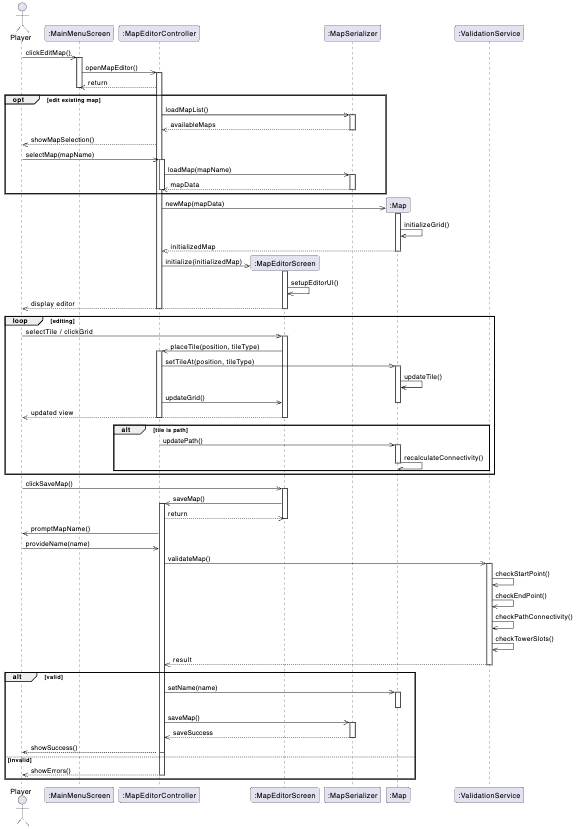 Player
:MainMenuScreen
:MapEditorController
:MapSerializer
:ValidationService
clickEditMap()
openMapEditor()
return
opt
[edit existing map]
loadMapList()
availableMaps
showMapSelection()
selectMap(mapName)
loadMap(mapName)
mapData
newMap(mapData)
:Map
initializeGrid()
initializedMap
initialize(initializedMap)
:MapEditorScreen
setupEditorUI()
display editor
loop
[editing]
selectTile / clickGrid
placeTile(position, tileType)
setTileAt(position, tileType)
updateTile()
updateGrid()
updated view
alt
[tile is path]
updatePath()
recalculateConnectivity()
clickSaveMap()
saveMap()
return
promptMapName()
provideName(name)
validateMap()
checkStartPoint()
checkEndPoint()
checkPathConnectivity()
checkTowerSlots()
result
alt
[valid]
setName(name)
saveMap()
saveSuccess
showSuccess()
[invalid]
showErrors()
Player
:MainMenuScreen
:MapEditorController
:MapEditorScreen
:MapSerializer
:Map
:ValidationService